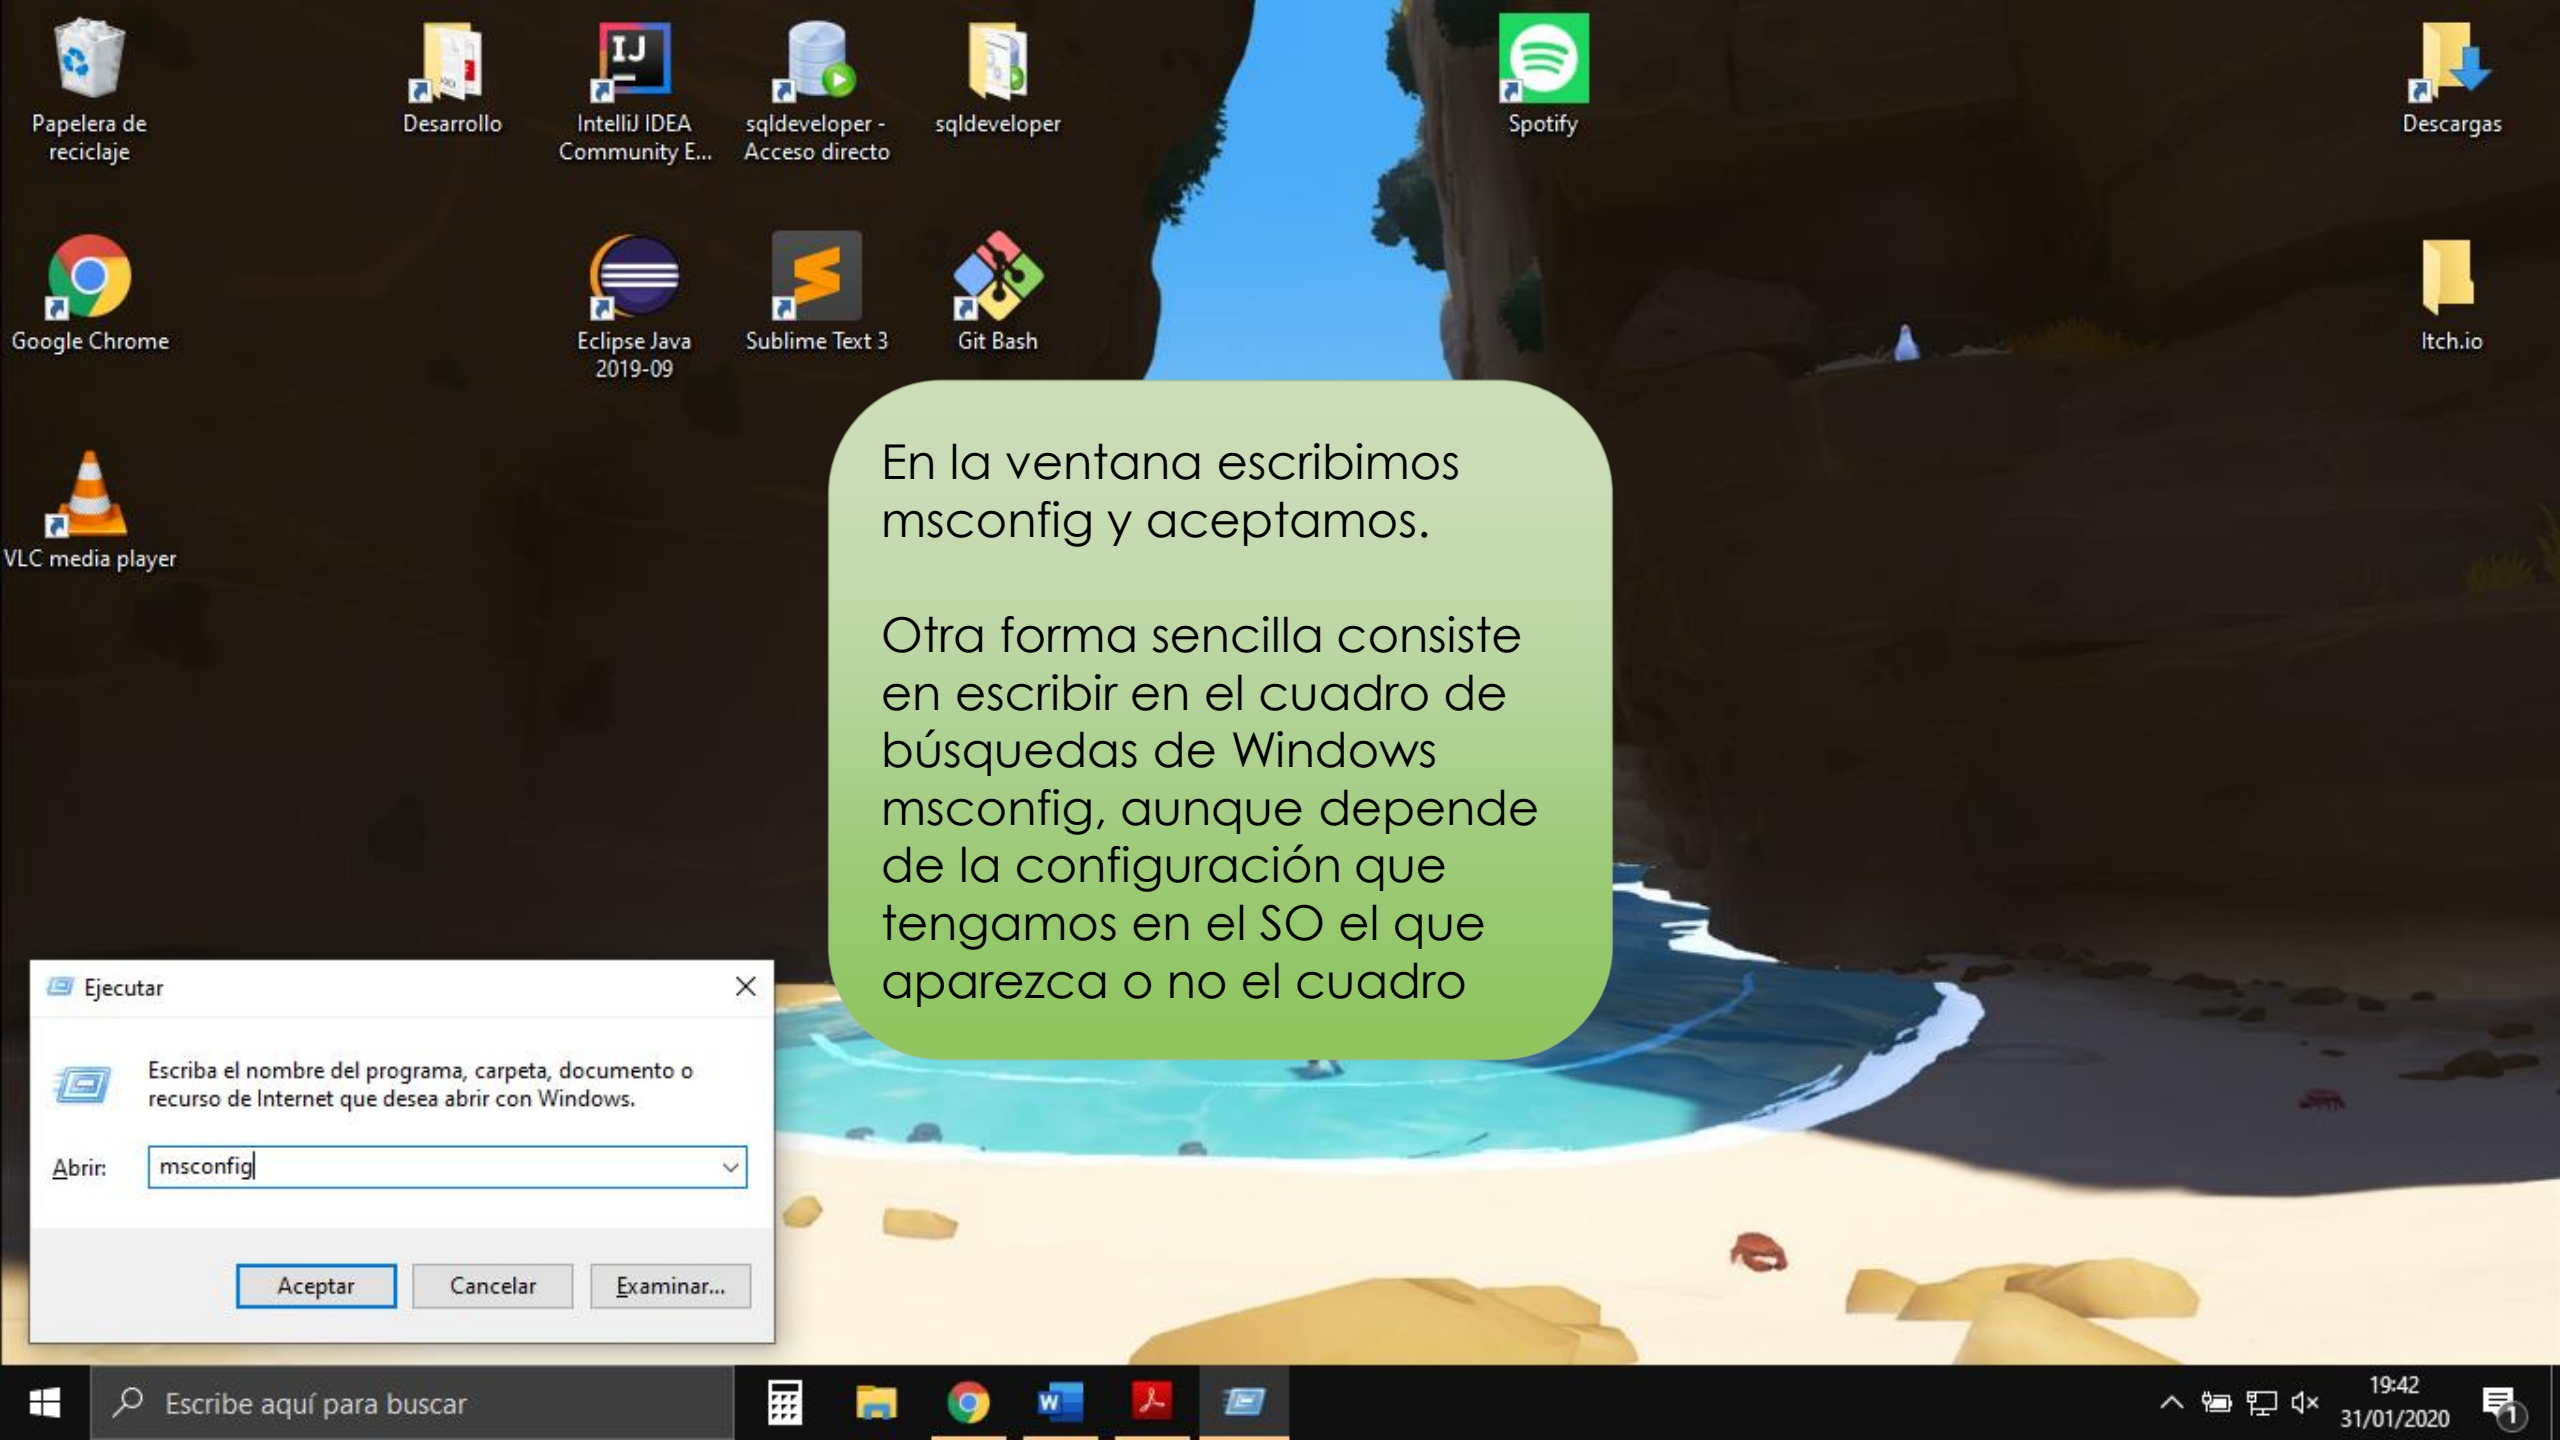 Papelera de
reciclaje
Desarrollo
IntelliJ IDEA
Community E...
sqldeveloper -
Acceso directo
sqldeveloper
Spotify
Descargas
Google Chrome
Eclipse Java
2019-09
Sublime Text 3
Git Bash
Itch.io
VLC media player
En la ventana escribimos
msconfig y aceptamos.
Otra forma sencilla consiste
en escribir en el cuadro de
búsquedas de Windows
msconfig, aunque depende
de la configuración que
tengamos en el SO el que
aparezca o no el cuadro
Ejecutar
Escriba el nombre del programa, carpeta, documento o
recurso de Internet que desea abrir con Windows.
Abrir:
msconfig
Aceptar
Cancelar
Examinar...
Escribe aquí para buscar
19:42
31/01/2020
1